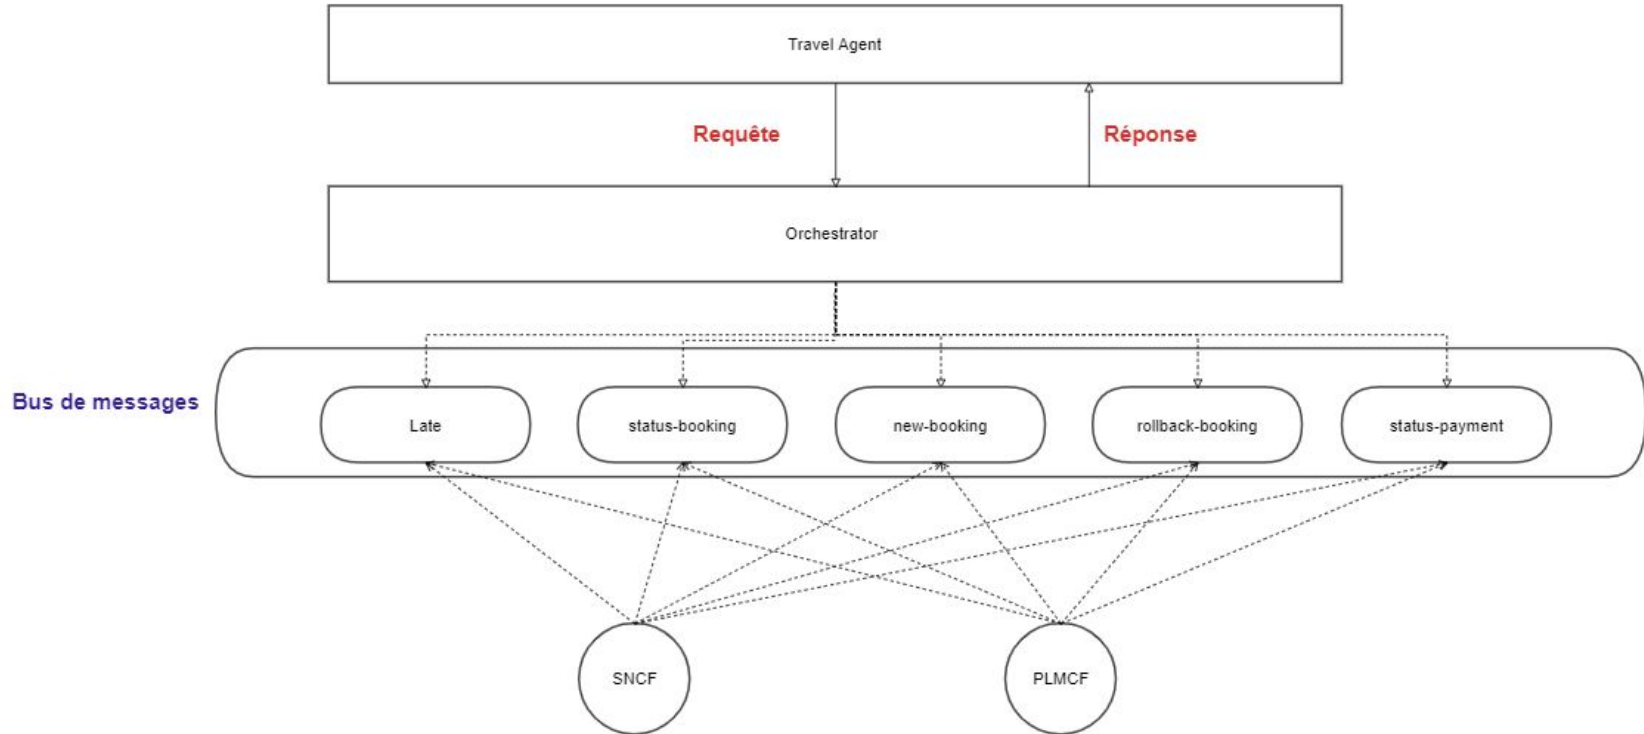 Travel Agent
Requête
Réponse
Orchestrator
Bus de messages
Late
status-booking
new-booking
rollback-booking
status-payment
SNCF
PLMCF